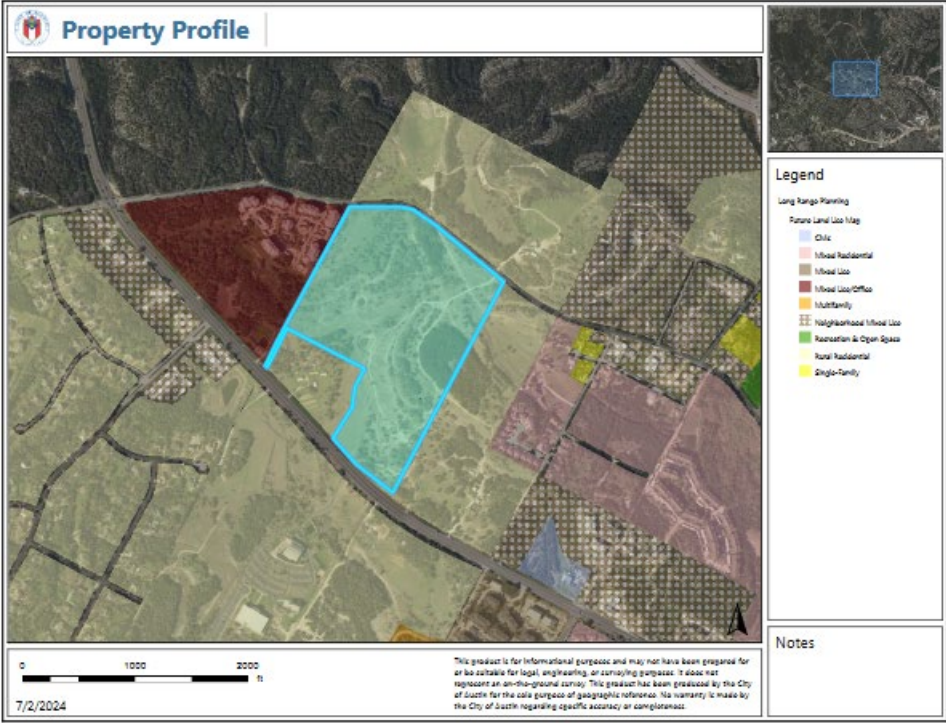 Property Profile
Legend
Long Range Planning
Future Land Use Map
Civic
Mixed Residential
Mixed Use
Mixed Use/Office
Multifamily
Neighborhood Mixed Use
Recreation & Open Space
Rural Residential
Single-Family
Notes
0 1000 2000
ft
7/2/2024
This product is for informational purposes and may not have been prepared for
or be suitable for legal, engineering, or surveying purposes. It does not
represent an on-the-ground survey. This product has been produced by the City
of Austin for the sole purpose of geographic reference. No warranty is made by
the City of Austin regarding specific accuracy or completeness.